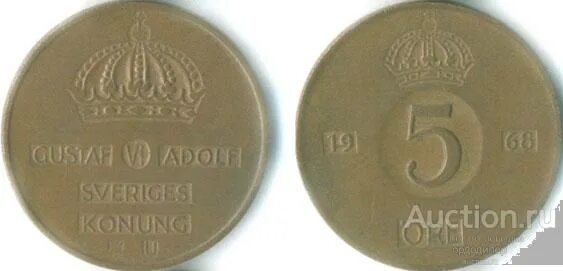 GUSTAF VI ADOLF
SVERIGES
KONUNG
U
19 5 68
ÖRE
Auction.ru